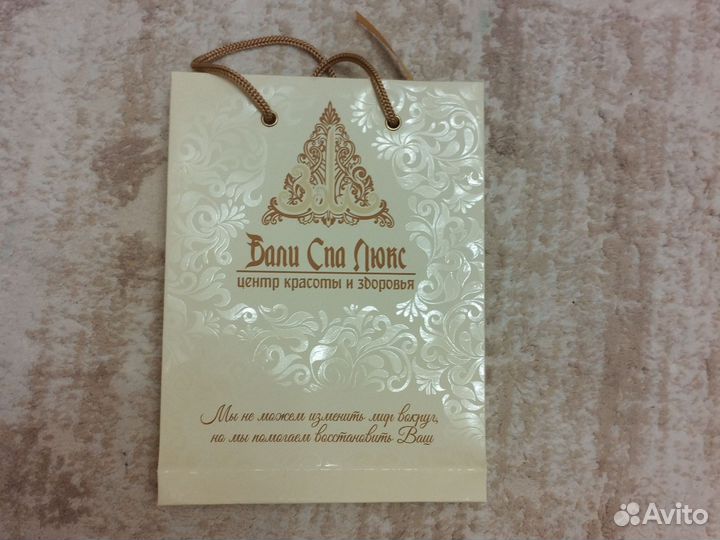 Бали Спа Люкс
центр красоты и здоровья
Мы не можем изменить мир вокруг,
но мы помогаем восстановить Ваш
Avito